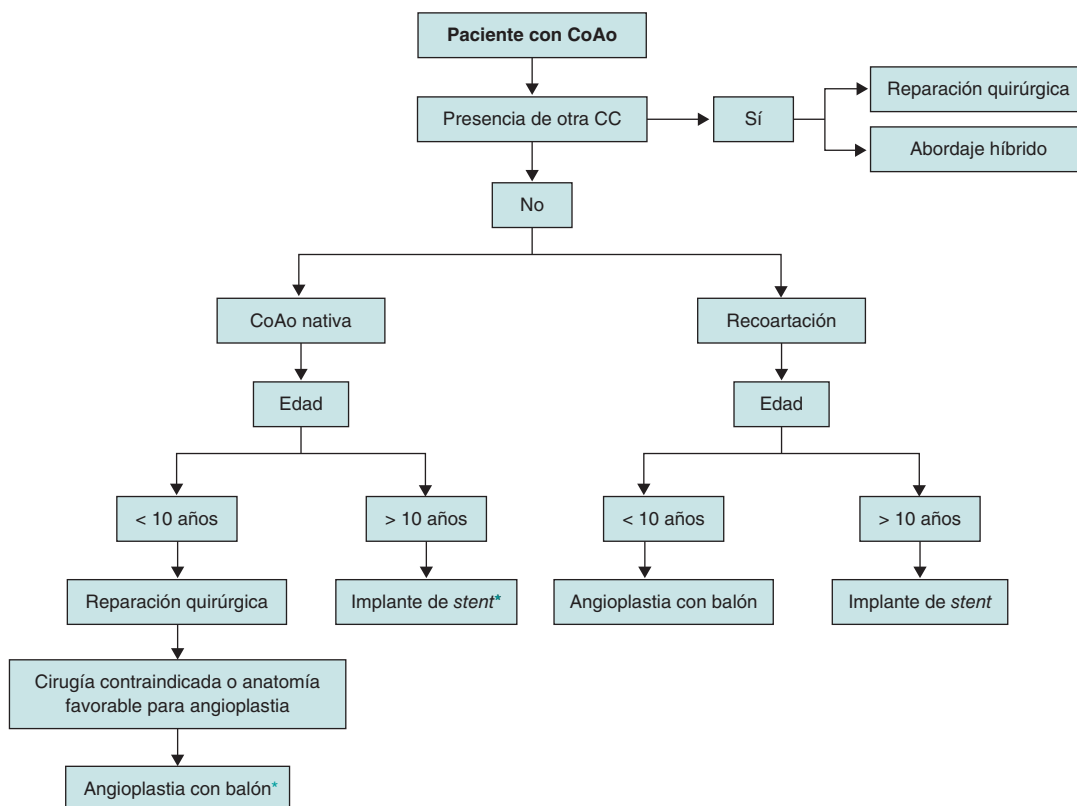 Paciente con CoAo
Presencia de otra CC
Sí
Reparación quirúrgica
Abordaje híbrido
No
CoAo nativa
Recoartación
Edad
Edad
< 10 años
> 10 años
< 10 años
> 10 años
Reparación quirúrgica
Implante de stent*
Angioplastia con balón
Implante de stent
Cirugía contraindicada o anatomía
favorable para angioplastia
Angioplastia con balón*